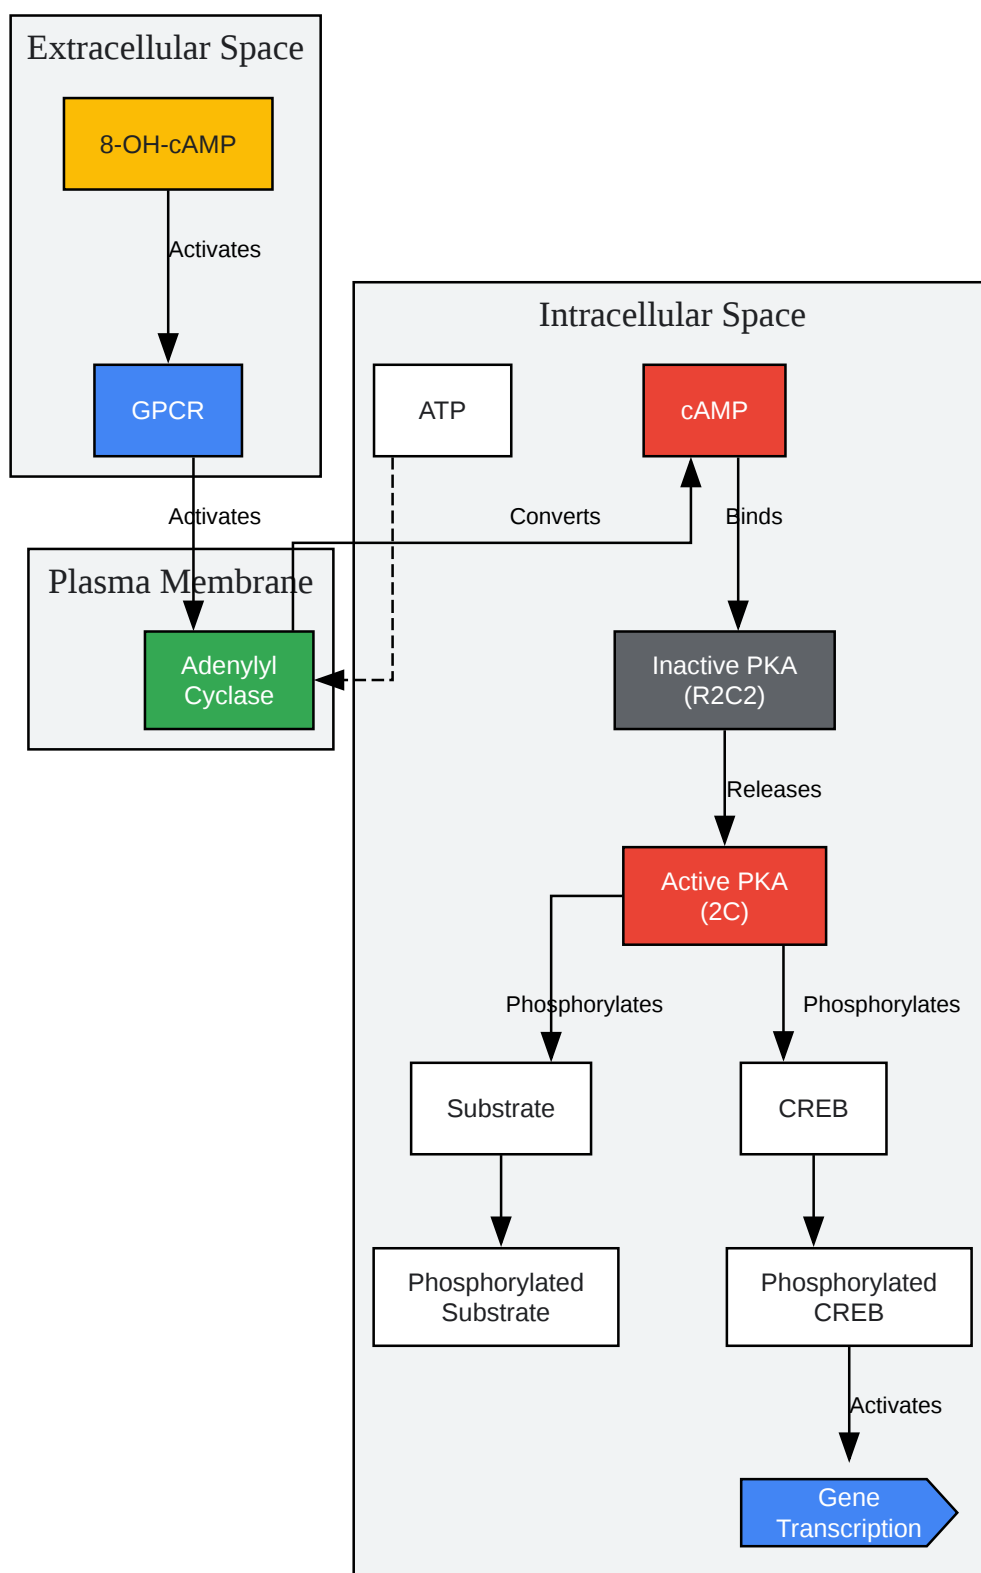 Extracellular Space
8-OH-cAMP
Activates
GPCR
Activates
Plasma Membrane
Adenylyl
Cyclase
Intracellular Space
ATP
cAMP
Converts
Binds
Inactive PKA
(R2C2)
Releases
Active PKA
(2C)
Phosphorylates
Phosphorylates
Substrate
CREB
Phosphorylated
Substrate
Phosphorylated
CREB
Activates
Gene
Transcription